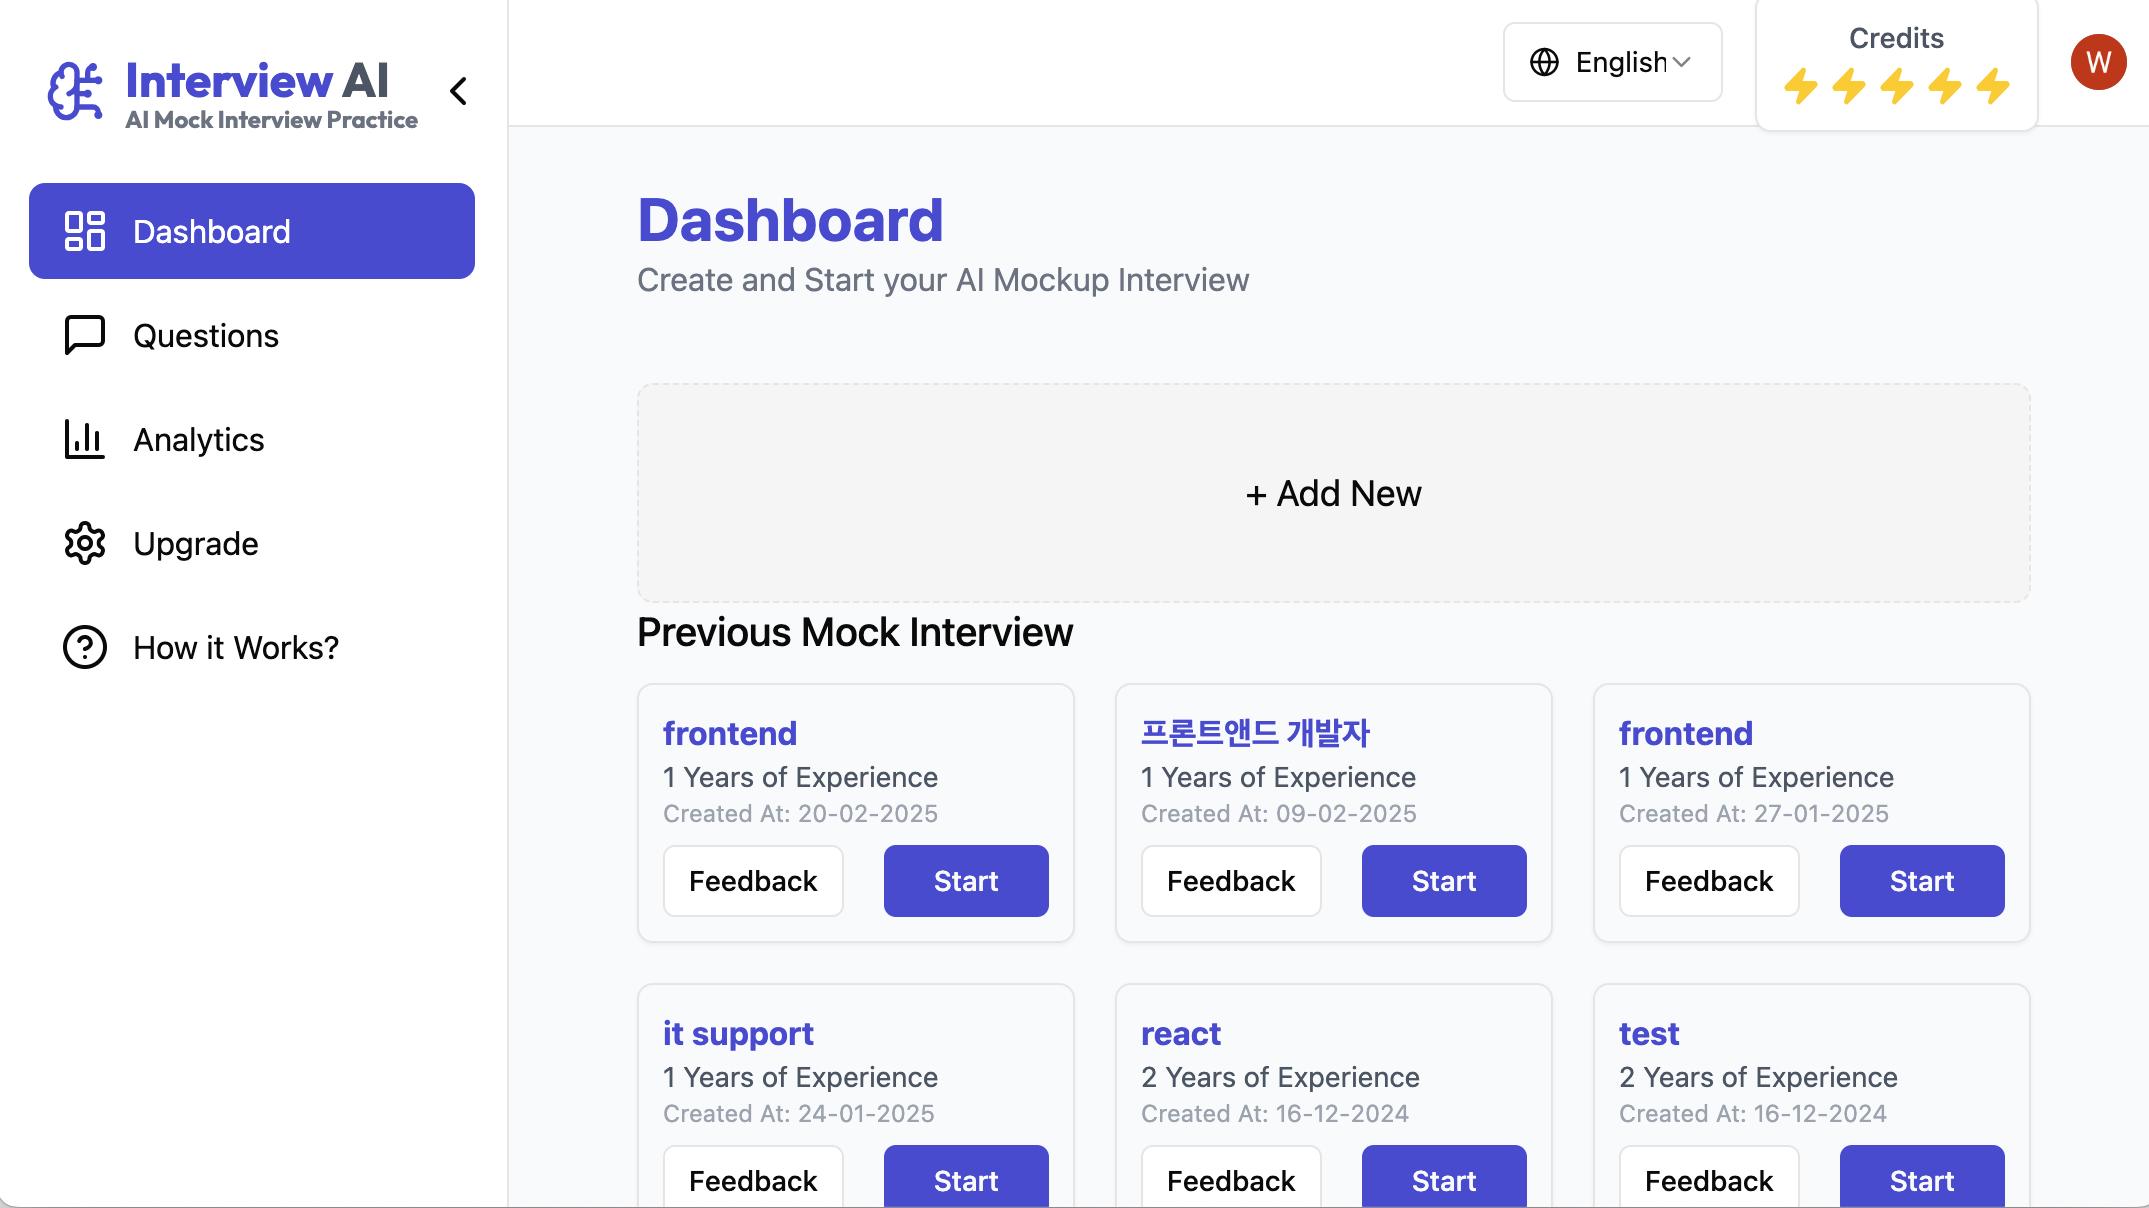 Interview AI
AI Mock Interview Practice
English
Credits
W
Dashboard
Questions
Analytics
Upgrade
How it Works?
Dashboard
Create and Start your AI Mockup Interview
+ Add New
Previous Mock Interview
frontend
1 Years of Experience
Created At: 20-02-2025
Feedback
Start
프론트앤드 개발자
1 Years of Experience
Created At: 09-02-2025
Feedback
Start
frontend
1 Years of Experience
Created At: 27-01-2025
Feedback
Start
it support
1 Years of Experience
Created At: 24-01-2025
Feedback
Start
react
2 Years of Experience
Created At: 16-12-2024
Feedback
Start
test
2 Years of Experience
Created At: 16-12-2024
Feedback
Start